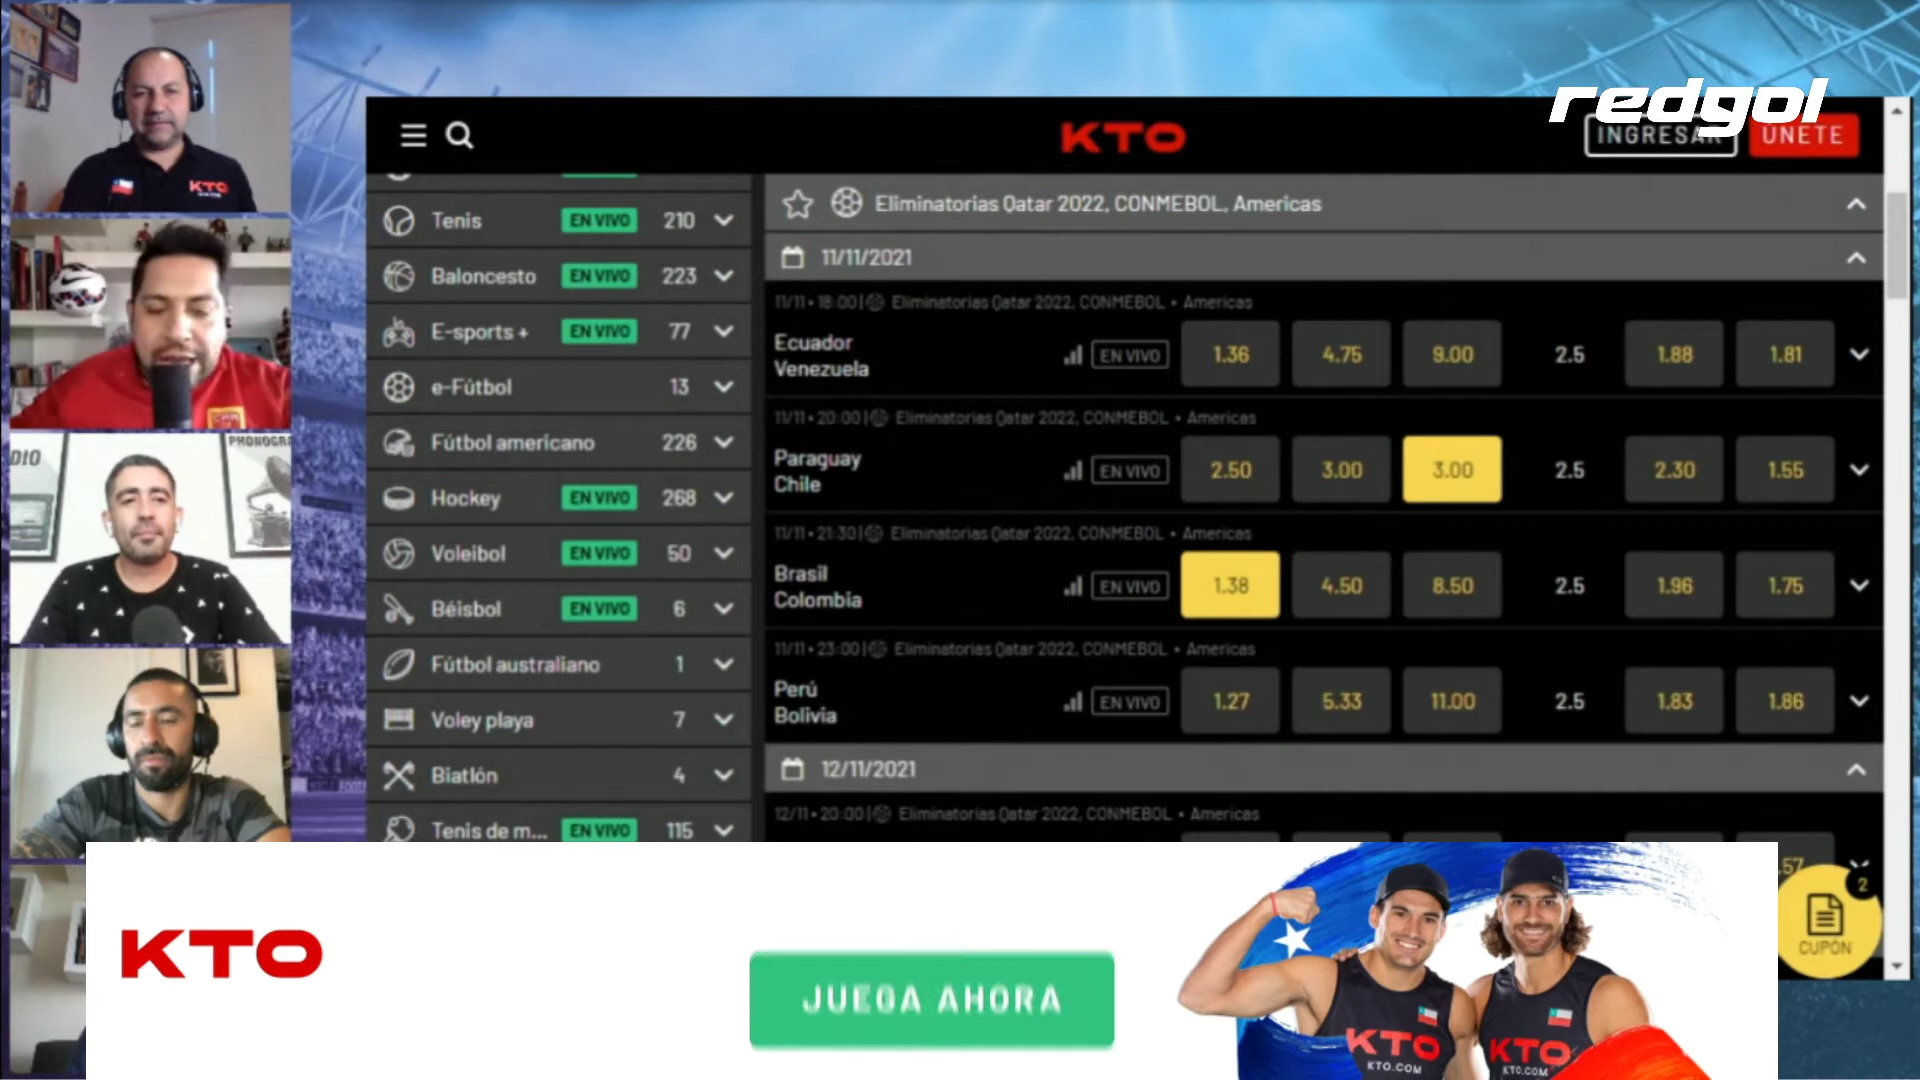 redgol
KTO
INGRESAR
ÚNETE
Tenis EN VIVO 210
Baloncesto EN VIVO 223
E-sports + EN VIVO 77
e-Fútbol 13
Fútbol americano 226
Hockey EN VIVO 268
Voleibol EN VIVO 50
Béisbol EN VIVO 6
Fútbol australiano 1
Voley playa 7
Biatlón 4
Tenis de m... EN VIVO 115
Eliminatorias Qatar 2022, CONMEBOL, Americas
11/11/2021
11/11 • 18:00 | Eliminatorias Qatar 2022, CONMEBOL • Americas
Ecuador
Venezuela
EN VIVO 1.36 4.75 9.00 2.5 1.88 1.81
11/11 • 20:00 | Eliminatorias Qatar 2022, CONMEBOL • Americas
Paraguay
Chile
EN VIVO 2.50 3.00 3.00 2.5 2.30 1.55
11/11 • 21:30 | Eliminatorias Qatar 2022, CONMEBOL • Americas
Brasil
Colombia
EN VIVO 1.38 4.50 8.50 2.5 1.96 1.75
11/11 • 23:00 | Eliminatorias Qatar 2022, CONMEBOL • Americas
Perú
Bolivia
EN VIVO 1.27 5.33 11.00 2.5 1.83 1.86
12/11/2021
12/11 • 20:00 | Eliminatorias Qatar 2022, CONMEBOL • Americas
.57
2
CUPÓN
KTO
PHONOGRA
DIO
KTO
JUEGA AHORA
KTO
KTO.COM
KTO
KTO.COM